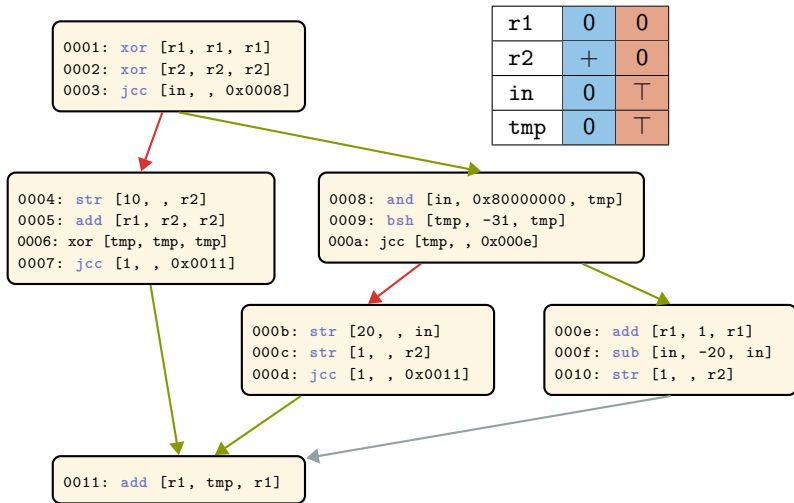 0001: xor [r1, r1, r1]
0002: xor [r2, r2, r2]
0003: jcc [in, , 0x0008]
r1 0 0
r2 + 0
in 0 ⊤
tmp 0 ⊤
0004: str [10, , r2]
0005: add [r1, r2, r2]
0006: xor [tmp, tmp, tmp]
0007: jcc [1, , 0x0011]
0008: and [in, 0x80000000, tmp]
0009: bsh [tmp, -31, tmp]
000a: jcc [tmp, , 0x000e]
000b: str [20, , in]
000c: str [1, , r2]
000d: jcc [1, , 0x0011]
000e: add [r1, 1, r1]
000f: sub [in, -20, in]
0010: str [1, , r2]
0011: add [r1, tmp, r1]